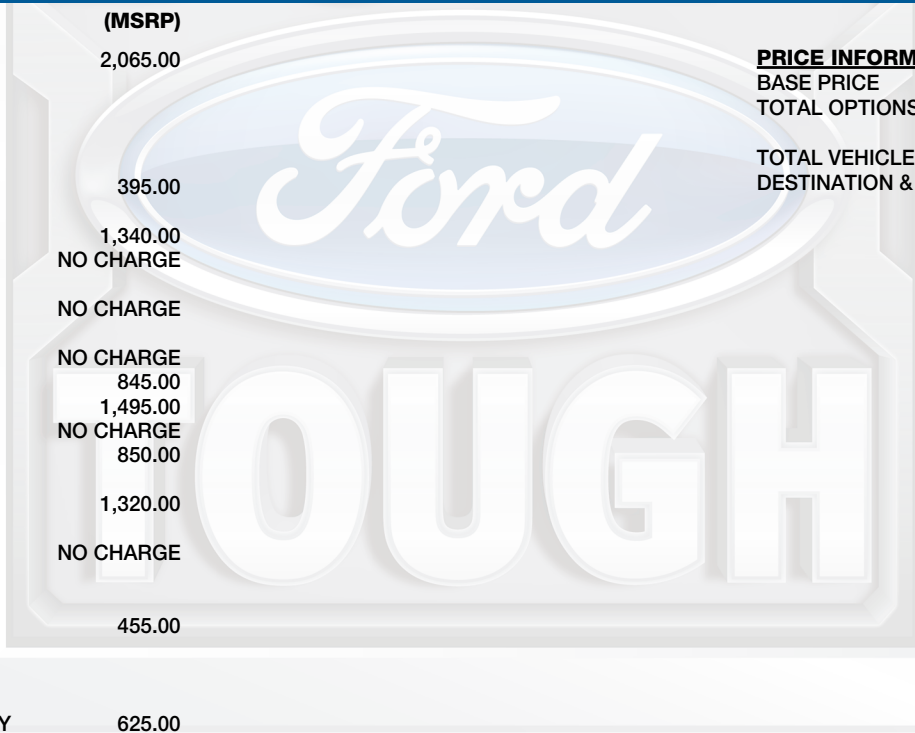 (MSRP)
2,065.00
395.00
1,340.00
NO CHARGE
NO CHARGE
NO CHARGE
845.00
1,495.00
NO CHARGE
850.00
1,320.00
NO CHARGE
455.00
Y 625.00
PRICE INFORM
BASE PRICE
TOTAL OPTIONS
TOTAL VEHICLE
DESTINATION &
Ford
TOUGH